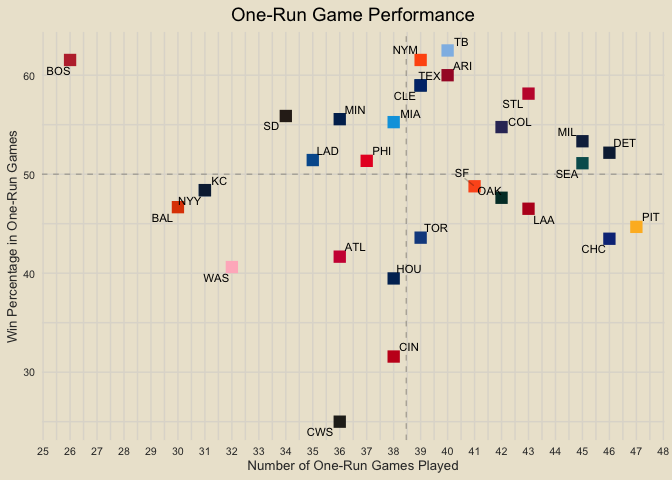 One-Run Game Performance
TB
NYM
ARI
BOS
TEX
CLE
STL
MIN
MIA
SD
COL
MIL
DET
LAD
PHI
SEA
SF
KC
OAK
NYY
BAL
LAA
PIT
TOR
CHC
ATL
HOU
WAS
CIN
CWS
60
50
40
30
Win Percentage in One-Run Games
25 26 27 28 29 30 31 32 33 34 35 36 37 38 39 40 41 42 43 44 45 46 47 48
Number of One-Run Games Played